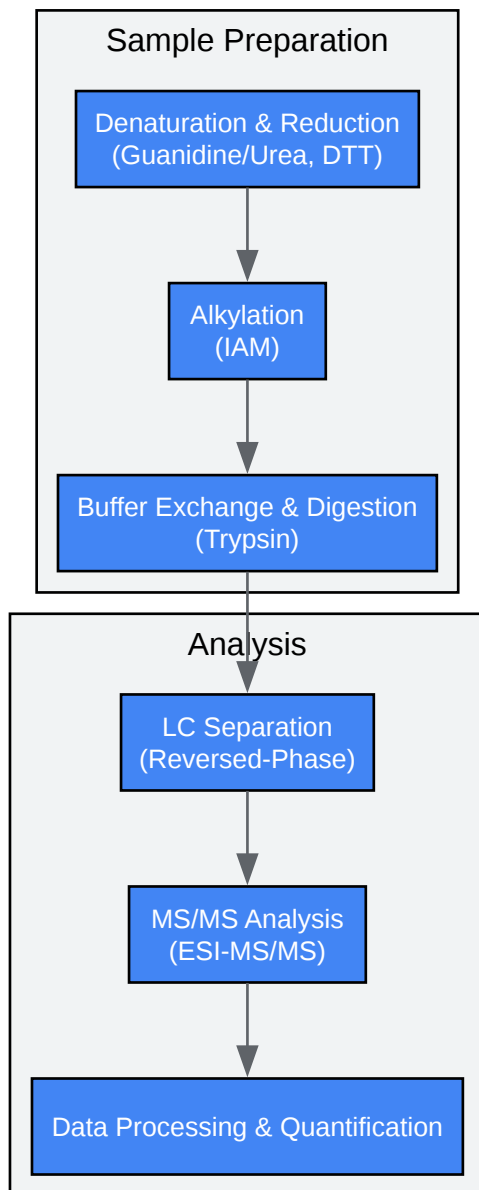 Sample Preparation
Denaturation & Reduction
(Guanidine/Urea, DTT)
Alkylation
(IAM)
Buffer Exchange & Digestion
(Trypsin)
Analysis
LC Separation
(Reversed-Phase)
MS/MS Analysis
(ESI-MS/MS)
Data Processing & Quantification